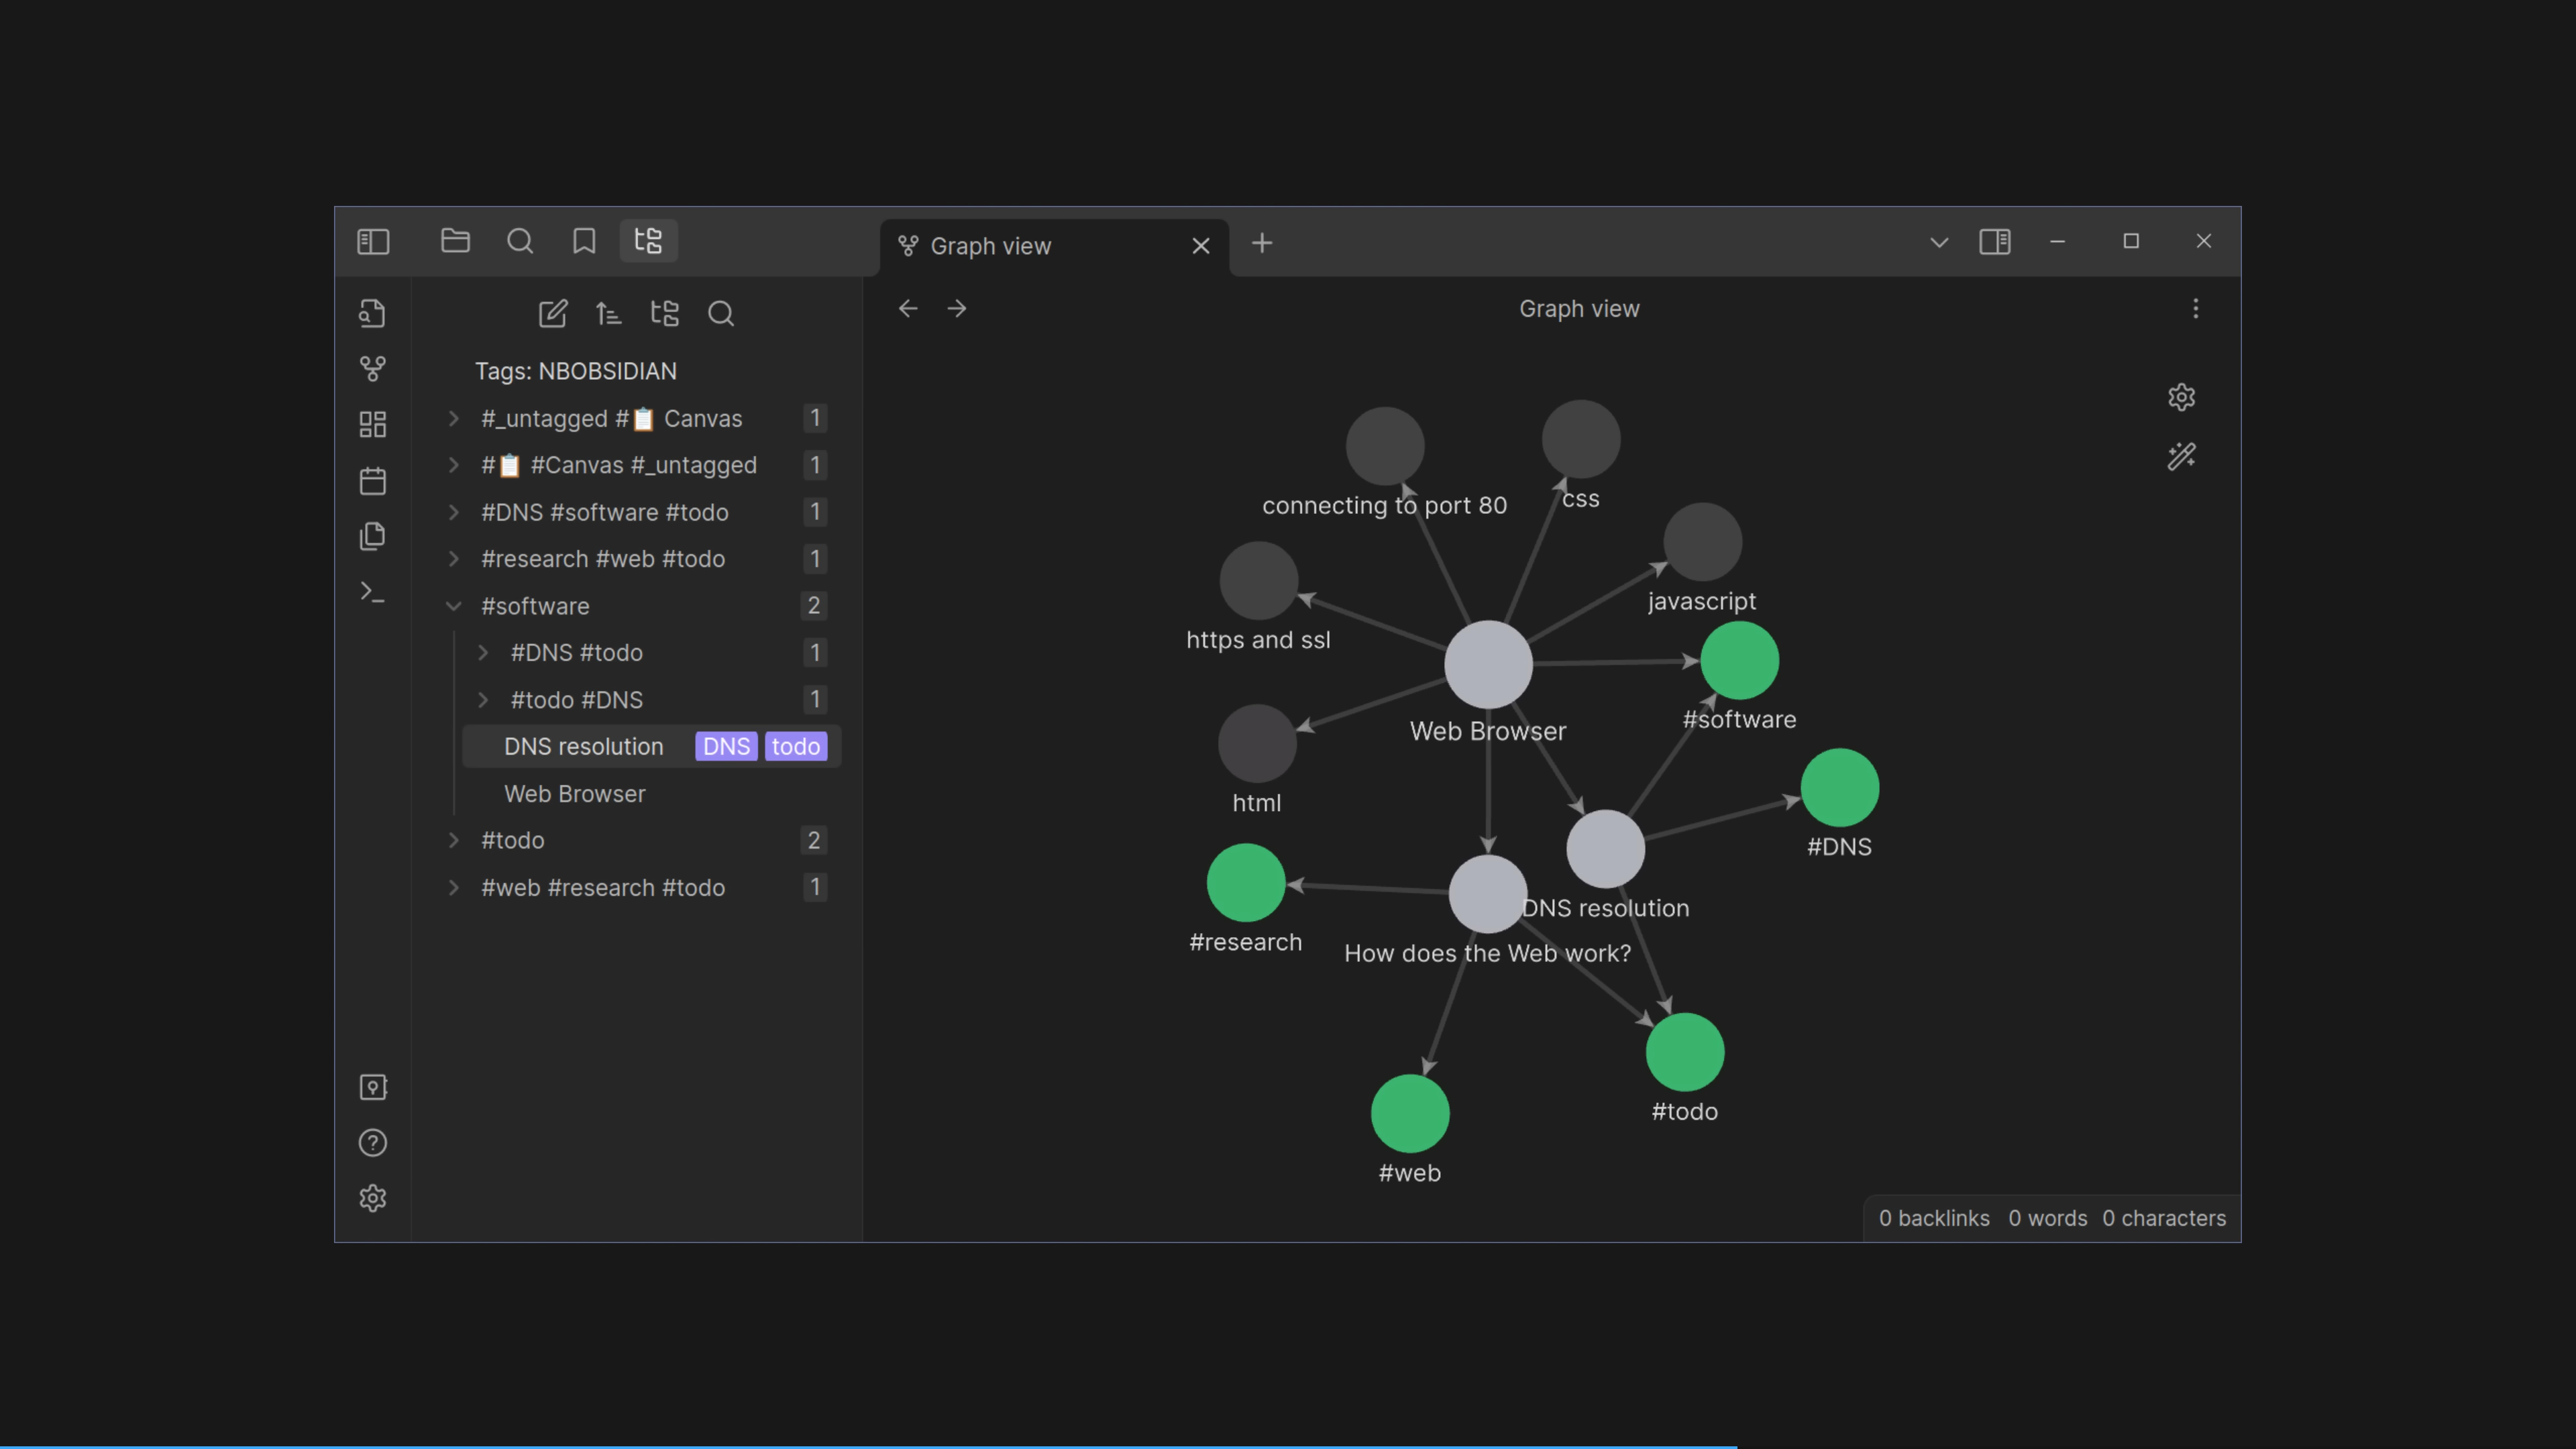 Graph view
Graph view
Tags: NBOBSIDIAN
#_untagged #📋 Canvas 1
#📋 #Canvas #_untagged 1
#DNS #software #todo 1
#research #web #todo 1
#software 2
#DNS #todo 1
#todo #DNS 1
DNS resolution DNS todo
Web Browser
#todo 2
#web #research #todo 1
css
connecting to port 80
javascript
https and ssl
#software
Web Browser
html
#DNS
DNS resolution
#research
How does the Web work?
#todo
#web
0 backlinks 0 words 0 characters